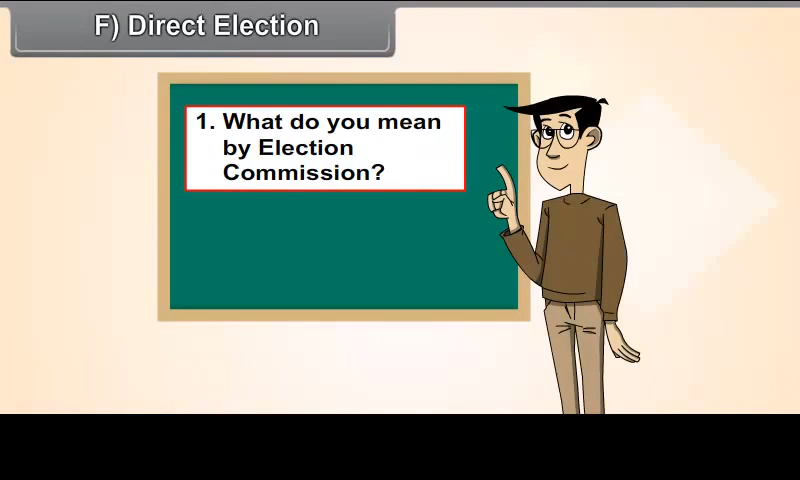 F) Direct Election
1. What do you mean
by Election
Commission?